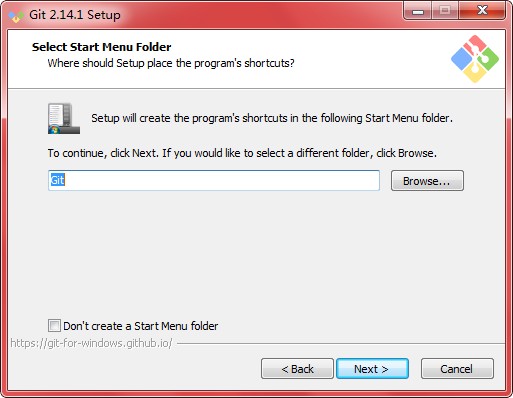 Git 2.14.1 Setup
Select Start Menu Folder
Where should Setup place the program's shortcuts?
Setup will create the program's shortcuts in the following Start Menu folder.
To continue, click Next. If you would like to select a different folder, click Browse.
Git
Browse...
Don't create a Start Menu folder
https://git-for-windows.github.io/
< Back
Next >
Cancel